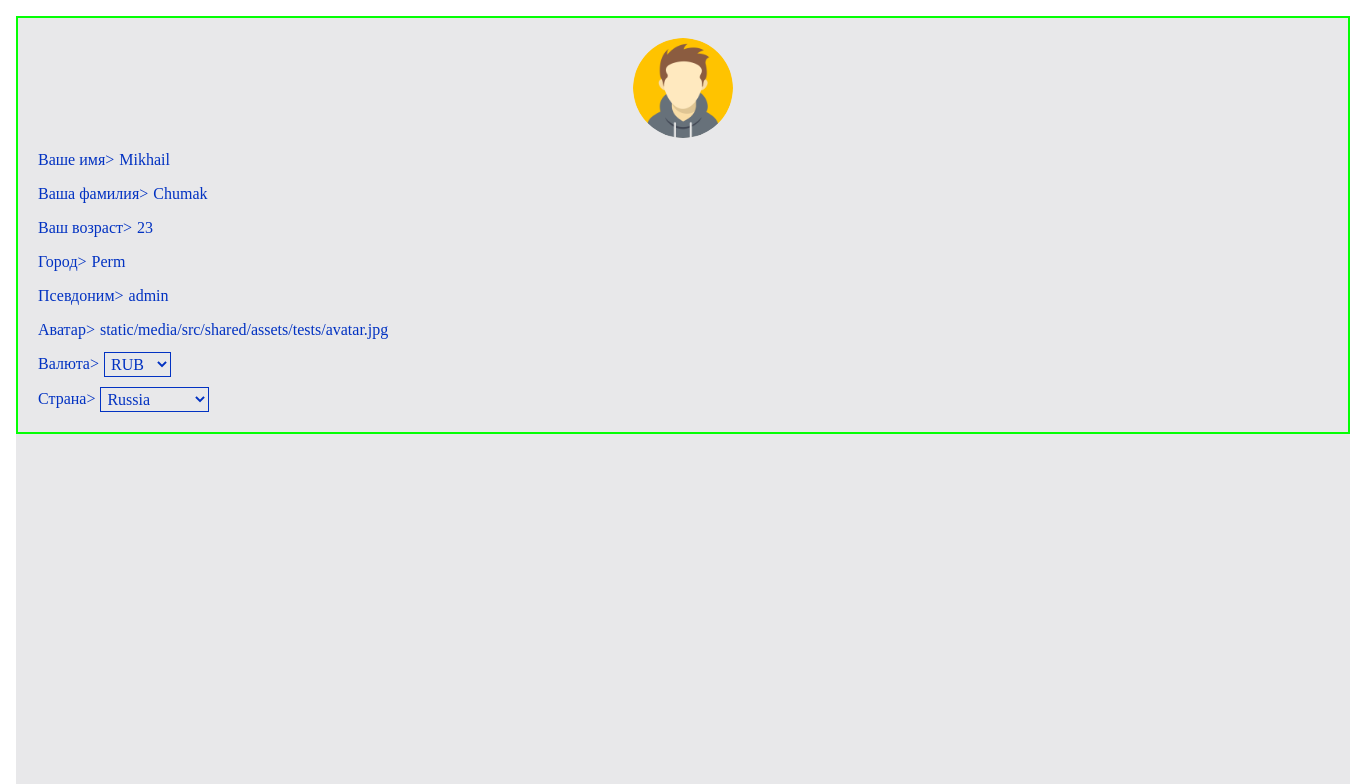 Ваше имя> Mikhail
Ваша фамилия> Chumak
Ваш возраст> 23
Город> Perm
Псевдоним> admin
Аватар> static/media/src/shared/assets/tests/avatar.jpg
Валюта> RUB
Страна> Russia